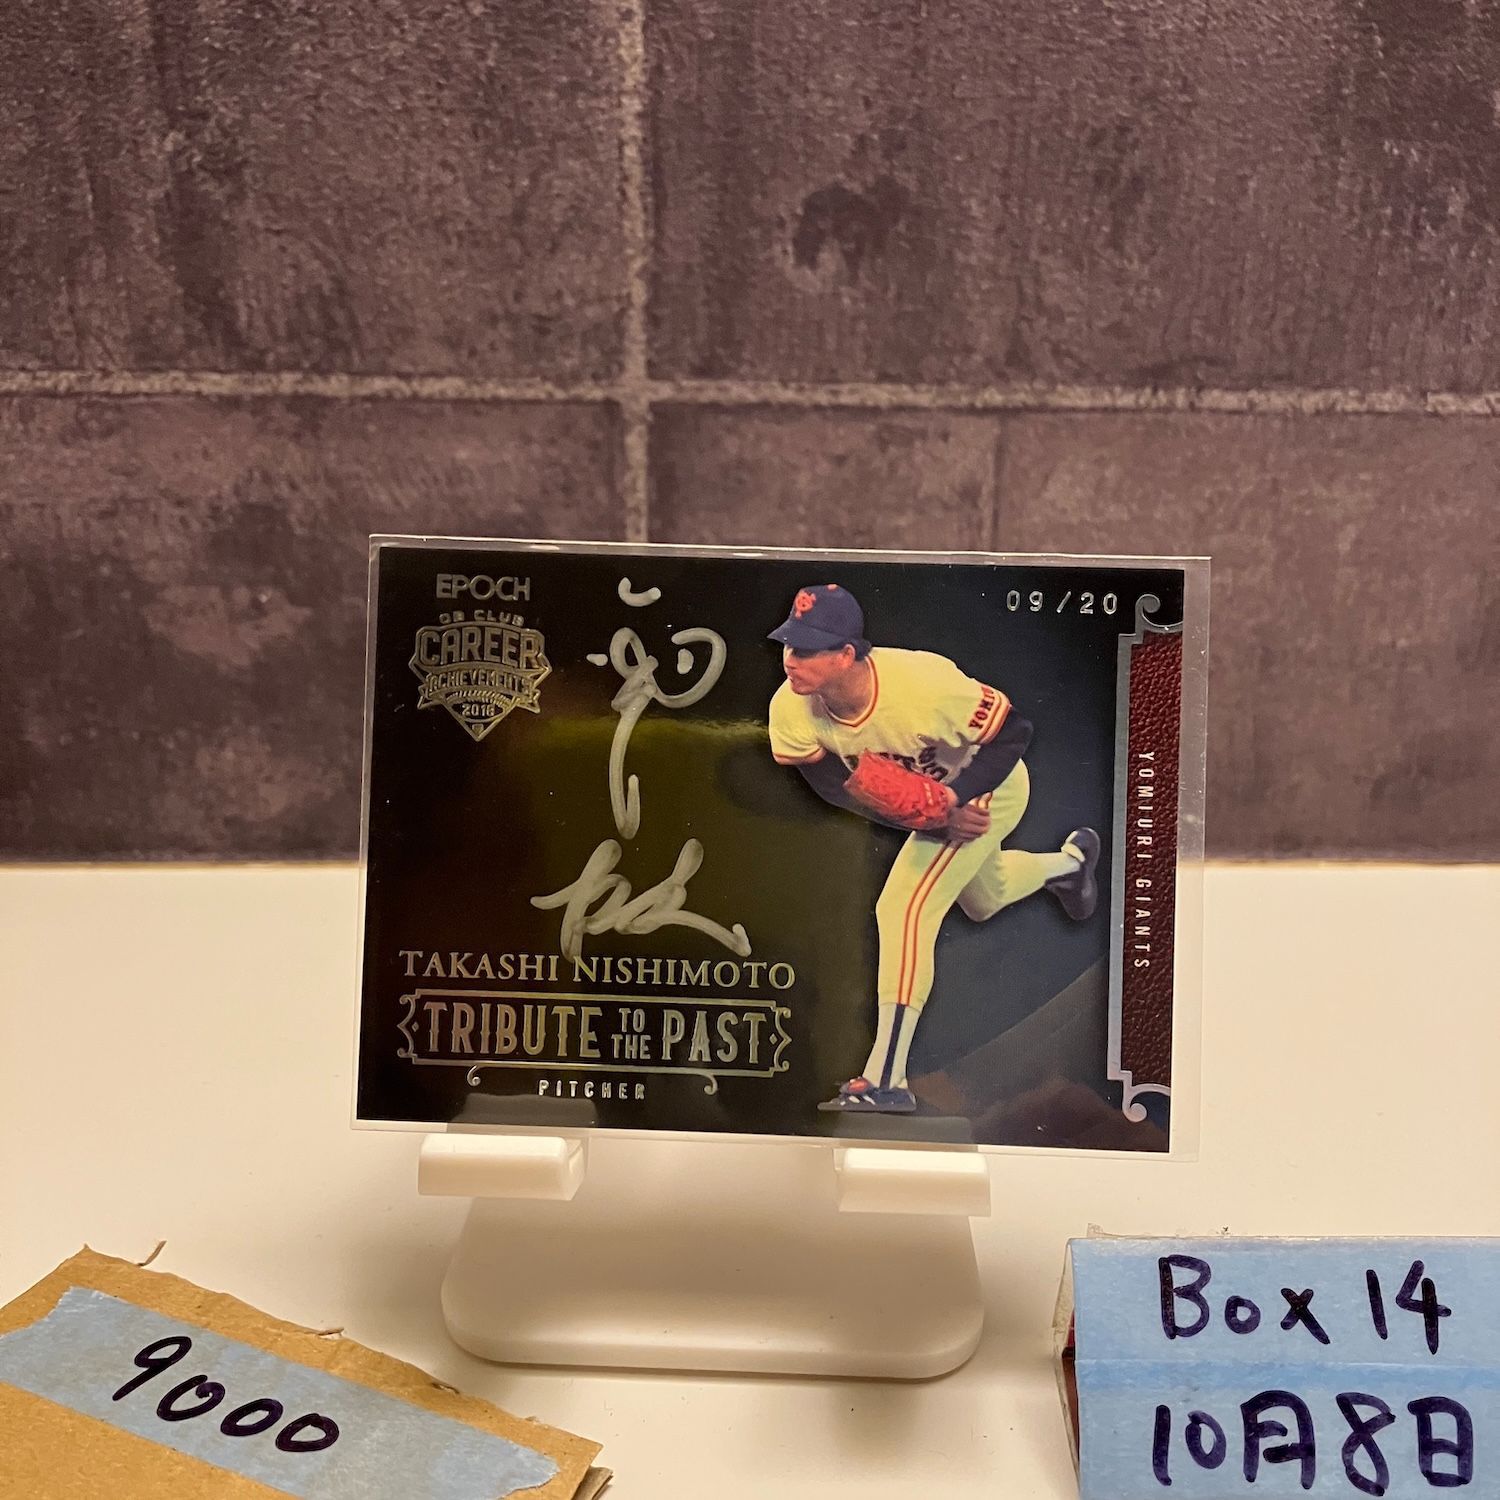 EPOCH
OB CLUB
CAREER
ACHIEVEMENTS
2018
09/20
YOMIURI
YOMIURI GIANTS
TAKASHI NISHIMOTO
TRIBUTE TO THE PAST
PITCHER
9000
Box 14
10月8日